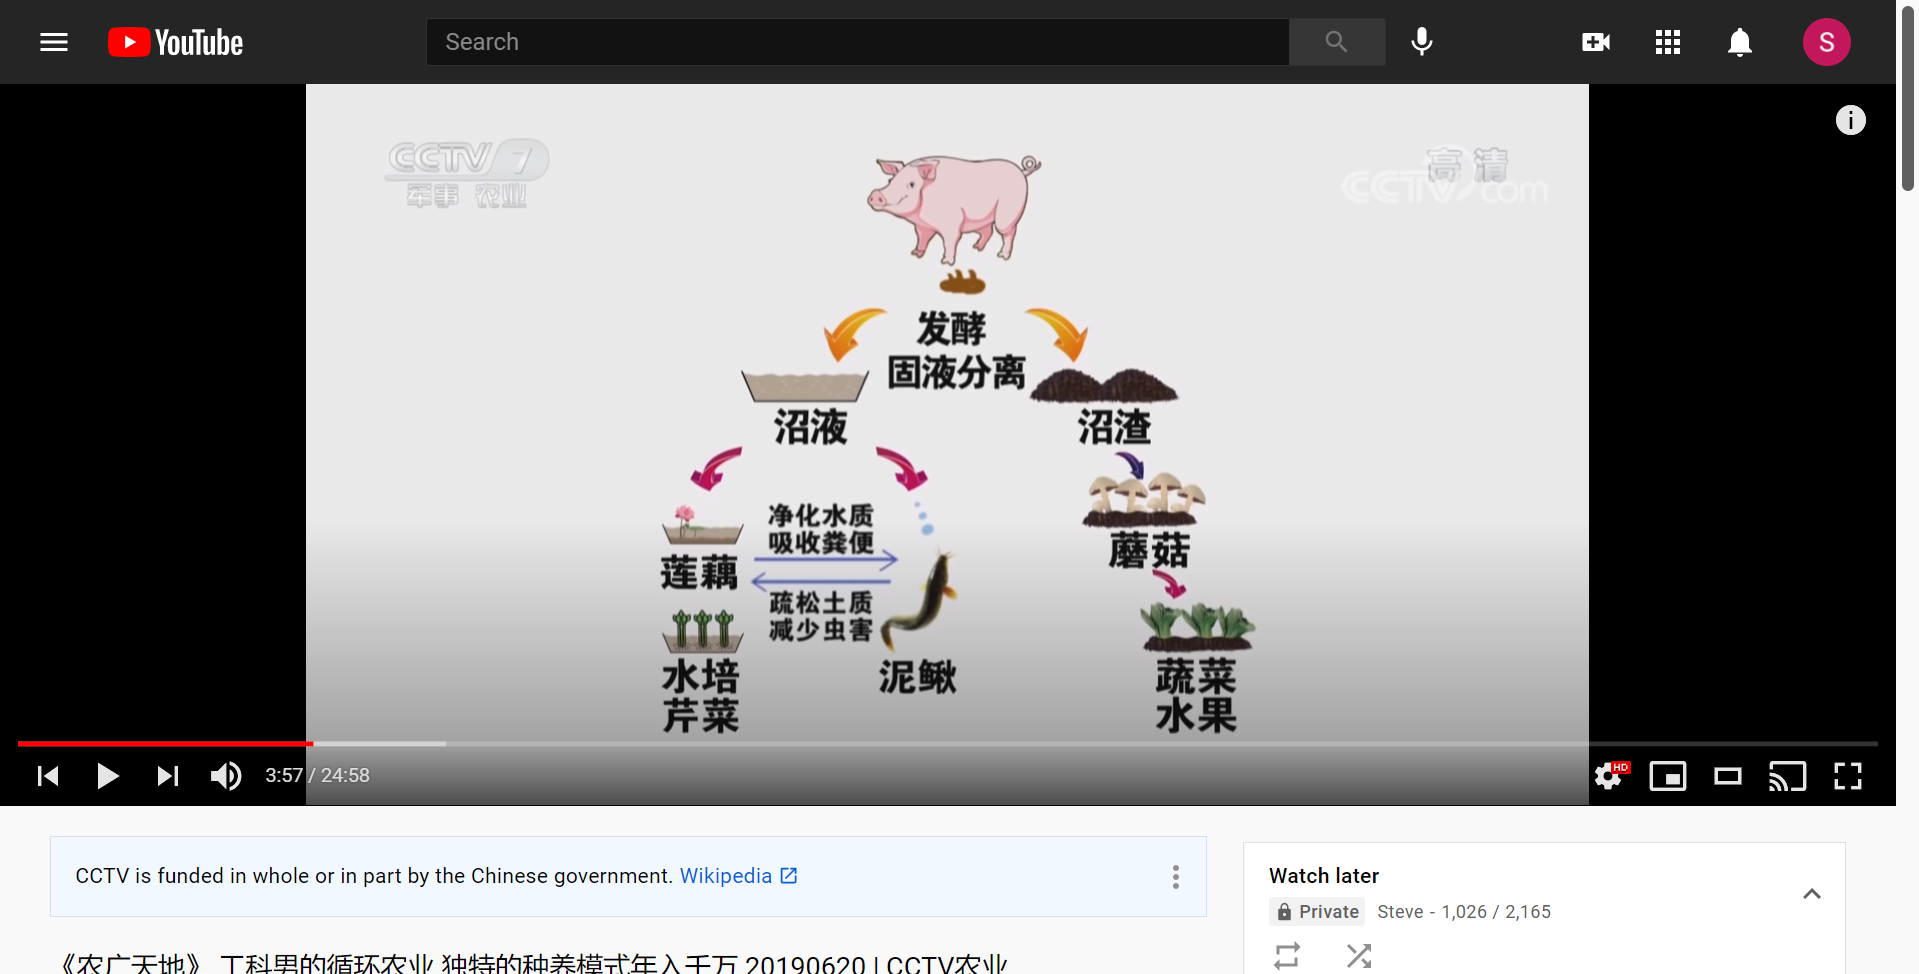 YouTube
Search
S
CCTV 7
军事 农业
高清
CCTV.com
发酵
固液分离
沼液
沼渣
净化水质
吸收粪便
莲藕
疏松土质
减少虫害
蘑菇
水培
芹菜
泥鳅
蔬菜
水果
3:57 / 24:58
HD
CCTV is funded in whole or in part by the Chinese government. Wikipedia
Watch later
Private Steve - 1,026 / 2,165
《农广天地》 工科男的循环农业 独特的种养模式年入千万 20190620 | CCTV农业